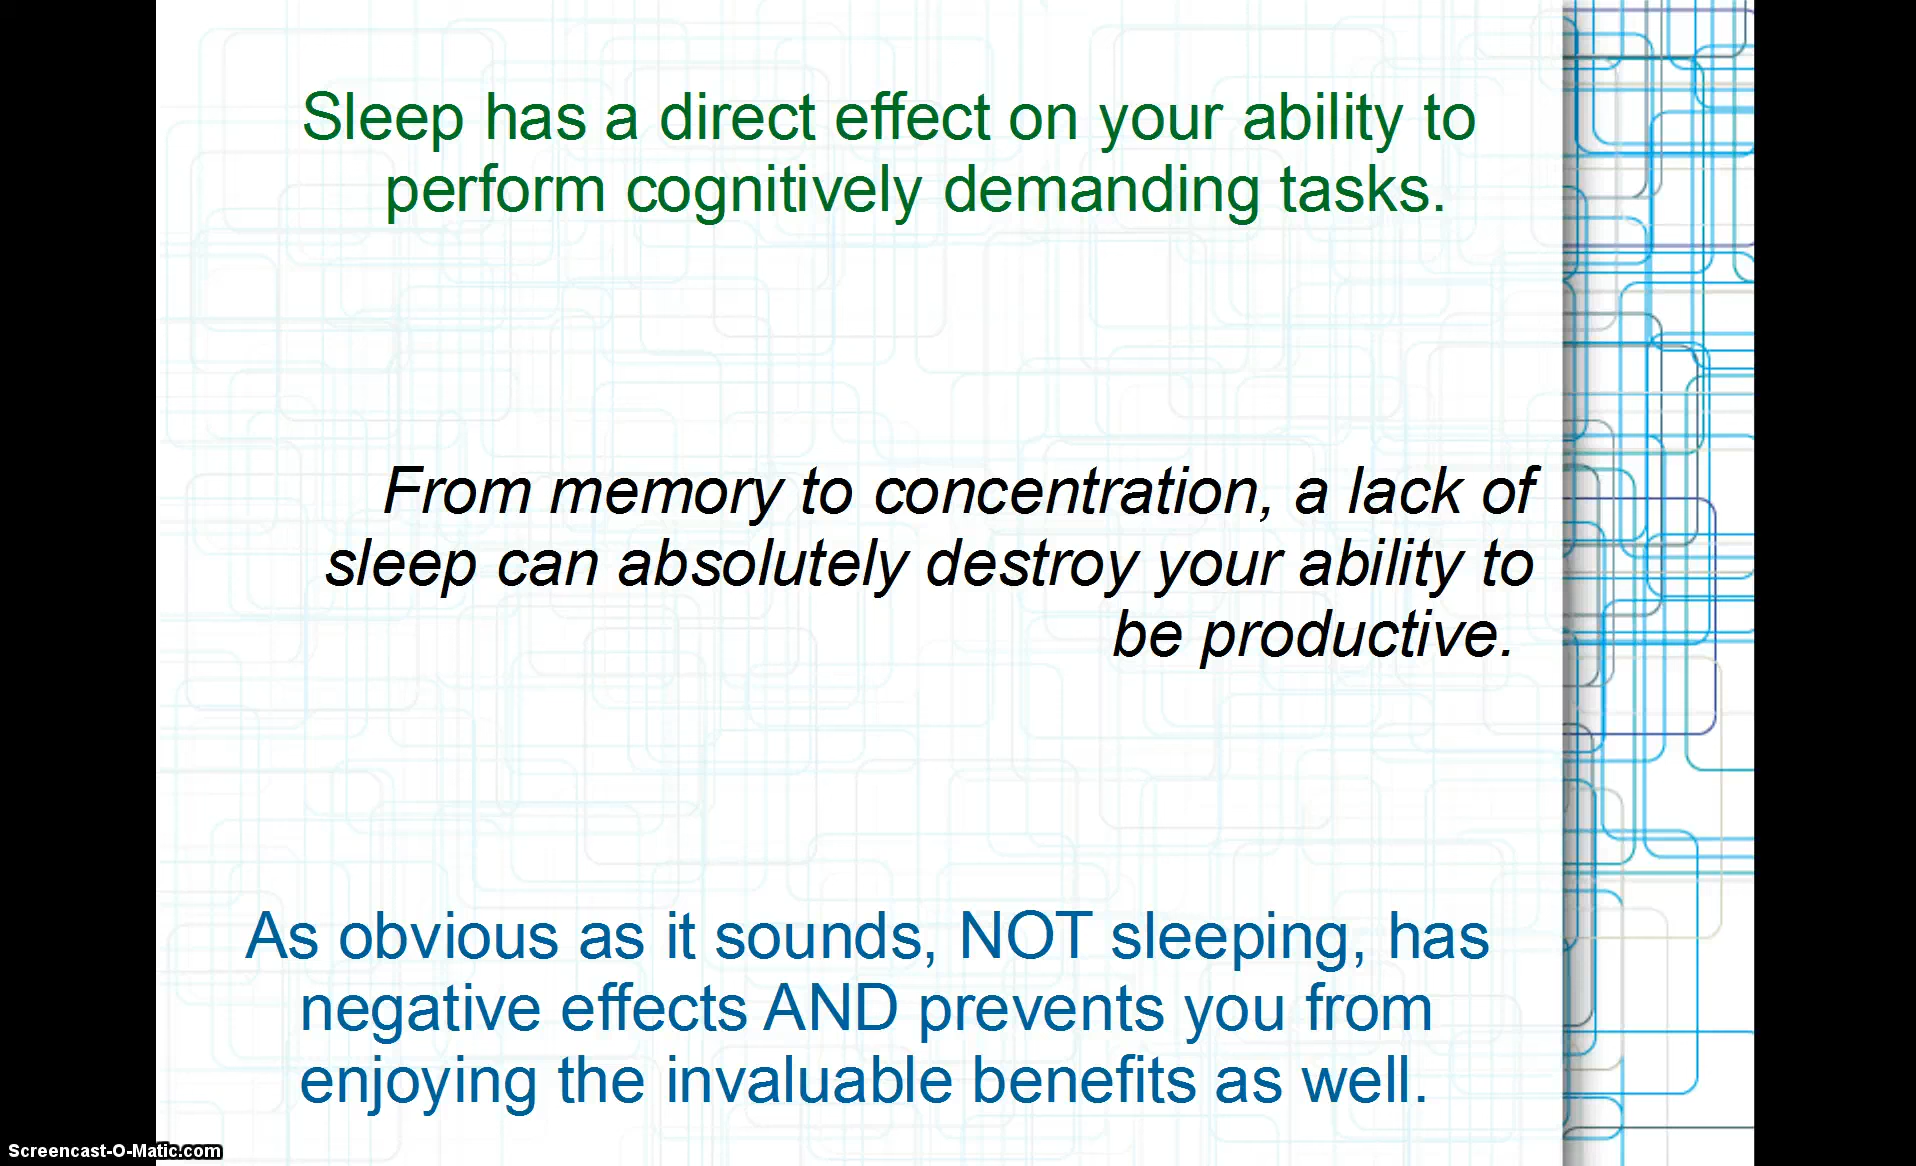 Sleep has a direct effect on your ability to
perform cognitively demanding tasks.
From memory to concentration, a lack of
sleep can absolutely destroy your ability to
be productive.
As obvious as it sounds, NOT sleeping, has
negative effects AND prevents you from
enjoying the invaluable benefits as well.
Screencast-O-Matic.com